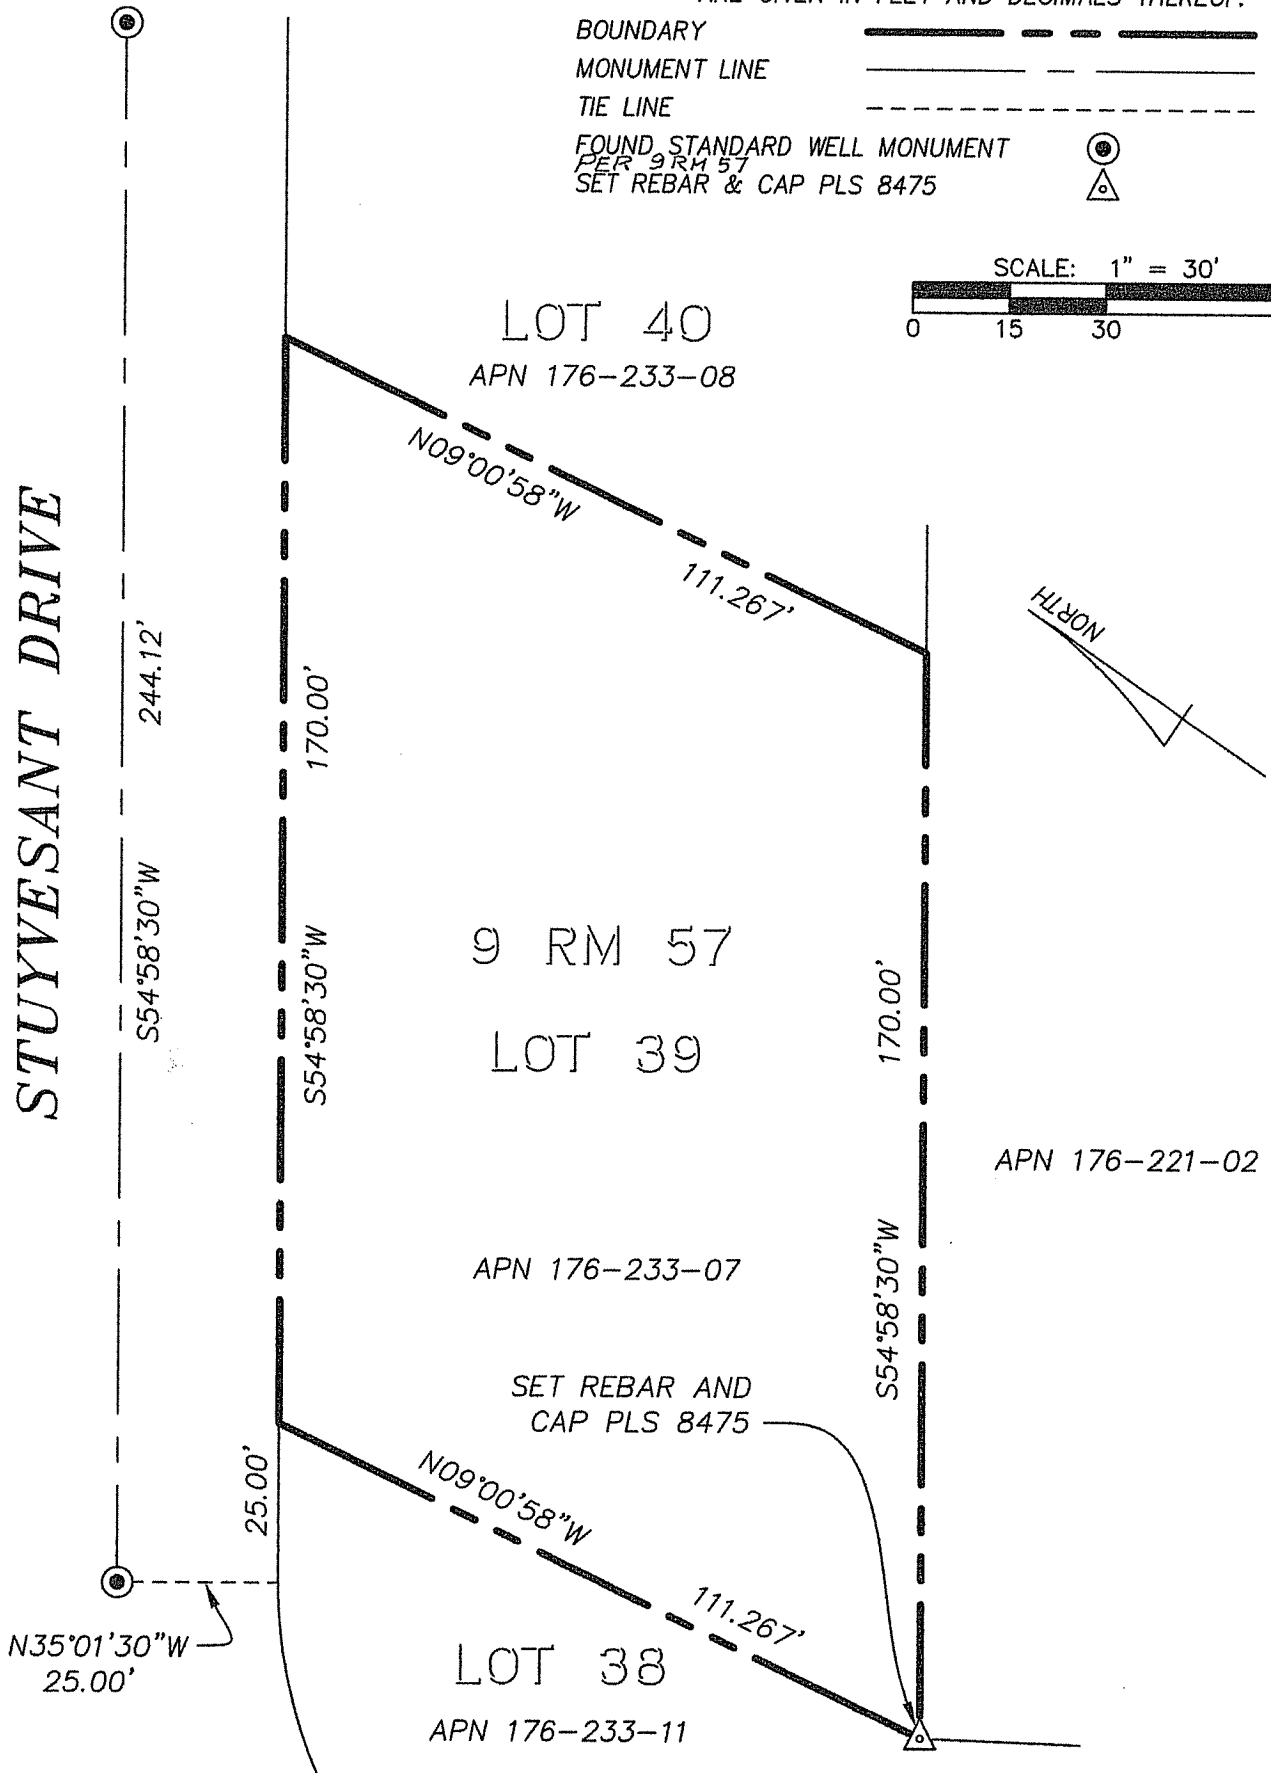 ARE GIVEN IN FEET AND DECIMALS THEREOF.
BOUNDARY
MONUMENT LINE
TIE LINE
FOUND STANDARD WELL MONUMENT
PER 9 RM 57
SET REBAR & CAP PLS 8475
SCALE: 1" = 30'
0 15 30
LOT 40
APN 176-233-08
N09°00'58"W
111.267'
NORTH
STUYVESANT DRIVE
244.12'
S54°58'30"W
170.00'
S54°58'30"W
9 RM 57
LOT 39
170.00'
S54°58'30"W
APN 176-221-02
APN 176-233-07
SET REBAR AND
CAP PLS 8475
25.00'
N09°00'58"W
111.267'
N35°01'30"W
25.00'
LOT 38
APN 176-233-11